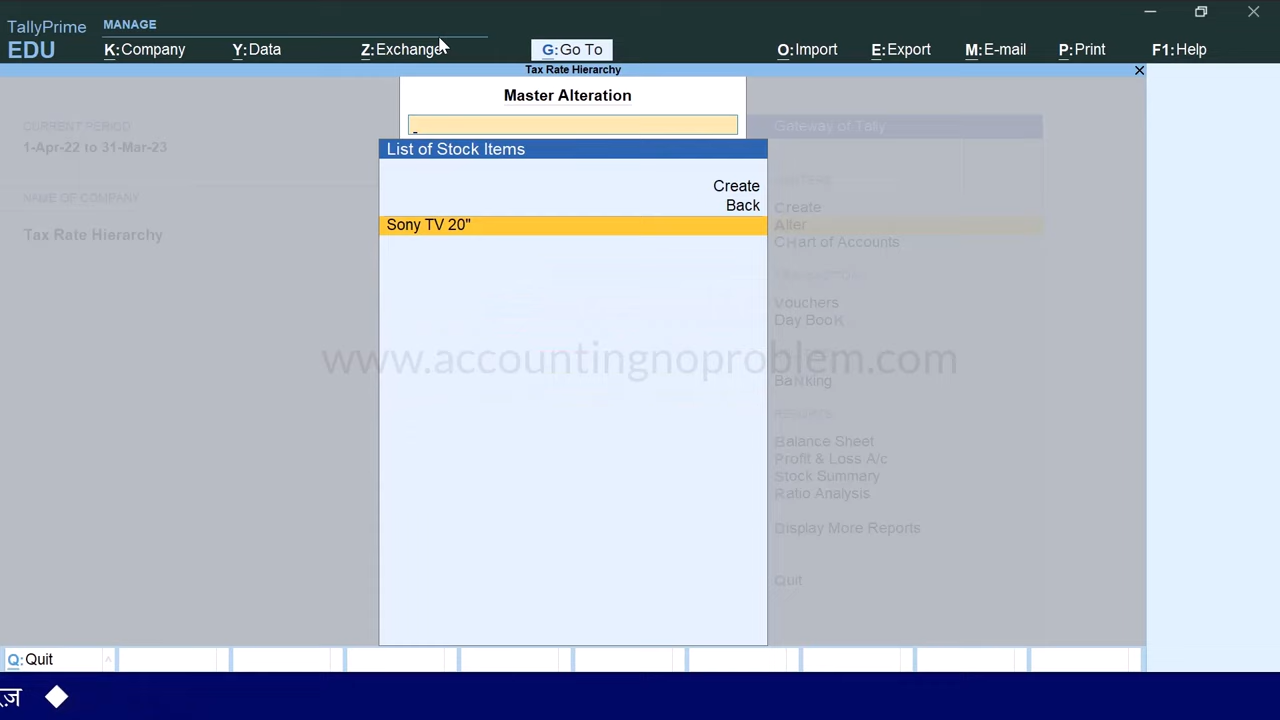 TallyPrime
EDU
MANAGE
K:Company Y:Data Z:Exchange G:Go To O:Import E:Export M:E-mail P:Print F1:Help
Tax Rate Hierarchy
Master Alteration
CURRENT PERIOD
1-Apr-22 to 31-Mar-23
NAME OF COMPANY
Tax Rate Hierarchy
List of Stock Items
Create
Back
Sony TV 20"
Gateway of Tally
Create
Alter
CHart of Accounts
Vouchers
Day BooK
BaNking
Balance Sheet
Profit & Loss A/c
Stock Summary
Ratio Analysis
Display More Reports
Quit
www.accountingnoproblem.com
Q:Quit